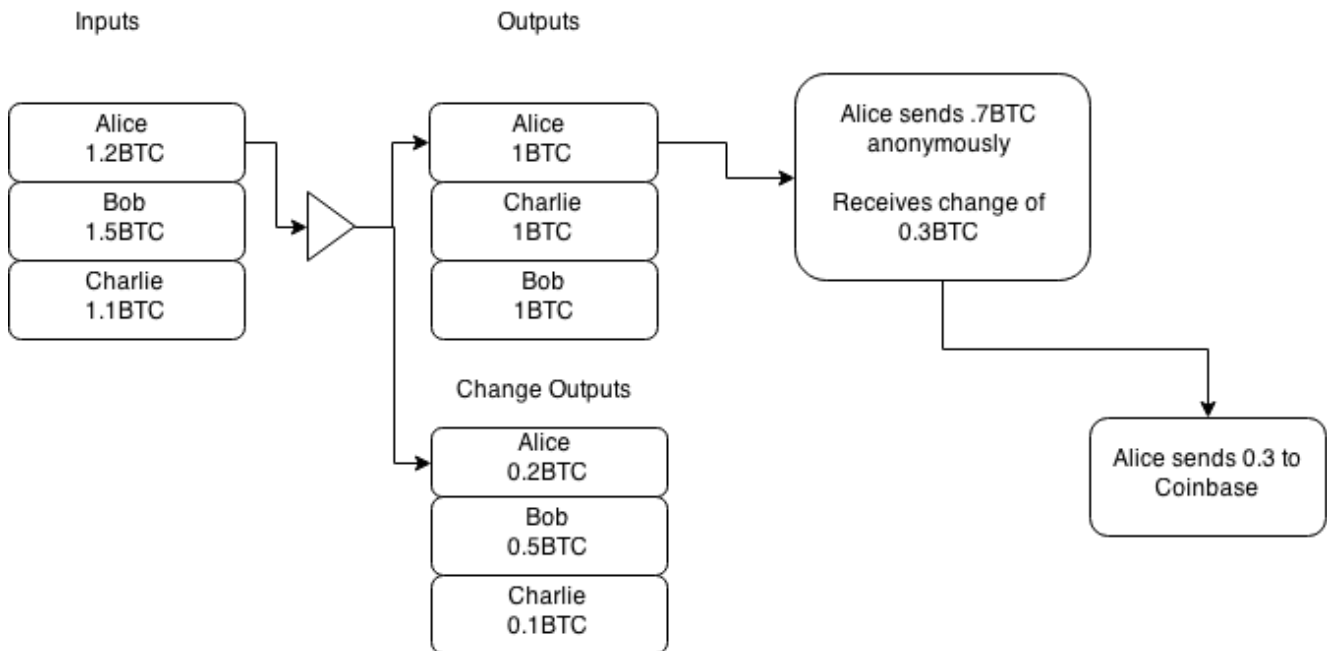 Inputs
Outputs
Alice
1.2BTC
Bob
1.5BTC
Charlie
1.1BTC
Alice
1BTC
Charlie
1BTC
Bob
1BTC
Alice sends .7BTC
anonymously
Receives change of
0.3BTC
Change Outputs
Alice
0.2BTC
Bob
0.5BTC
Charlie
0.1BTC
Alice sends 0.3 to
Coinbase